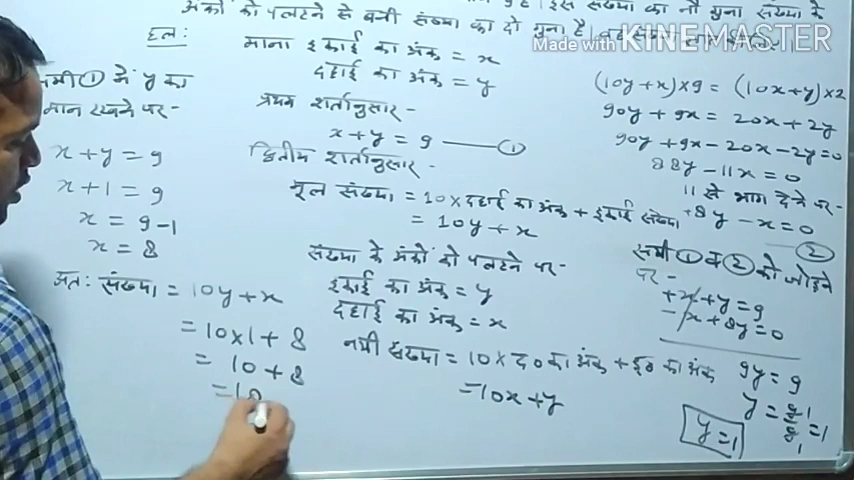 इस संख्या का नौ गुना संख्या के
अंकों को पलटने से बनी संख्या का दो गुना है।
Made with KINEMASTER
हल:
माना इकाई का अंक = x
दहाई का अंक = y
प्रथम शर्तानुसार-
x + y = 9 ——— ①
द्वितीय शर्तानुसार-
मूल संख्या = 10 × दहाई का अंक + इकाई संख्या
= 10y + x
संख्या के अंकों को पलटने पर-
इकाई का अंक = y
दहाई का अंक = x
नयी संख्या = 10 × द० का अंक + इ० का अंक
= 10x + y
(10y + x) × 9 = (10x + y) × 2
90y + 9x = 20x + 2y
90y + 9x - 20x - 2y = 0
88y - 11x = 0
11 से भाग देने पर-
+8y - x = 0
②
समी ① व ② को जोड़ने
पर -
+x + y = 9
- x + 8y = 0
9y = 9
y = 9/9 = 1
y = 1
समी ① में y का
मान रखने पर-
x + y = 9
x + 1 = 9
x = 9 - 1
x = 8
अतः संख्या = 10y + x
= 10 × 1 + 8
= 10 + 8
= 18